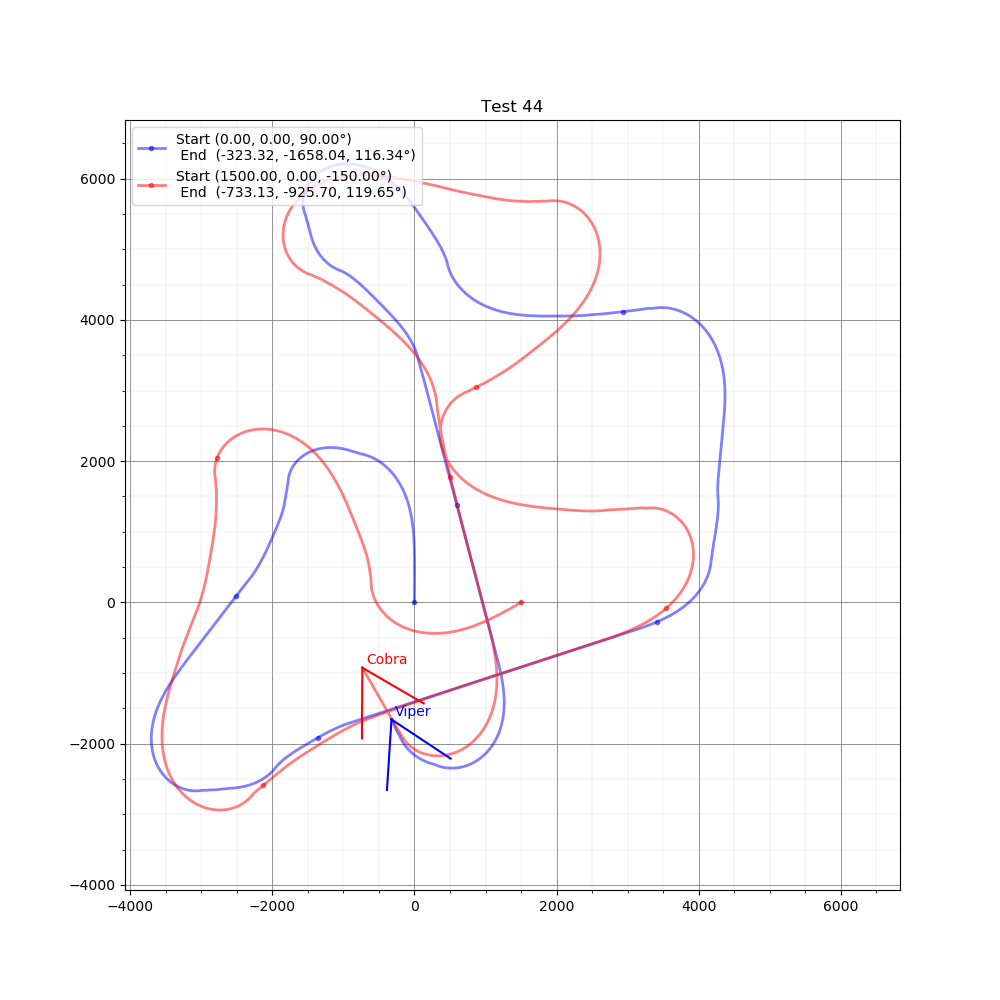 Test 44
Start (0.00, 0.00, 90.00°)
End (-323.32, -1658.04, 116.34°)
Start (1500.00, 0.00, -150.00°)
End (-733.13, -925.70, 119.65°)
6000
4000
2000
0
−2000
−4000
Cobra
Viper
−4000 −2000 0 2000 4000 6000